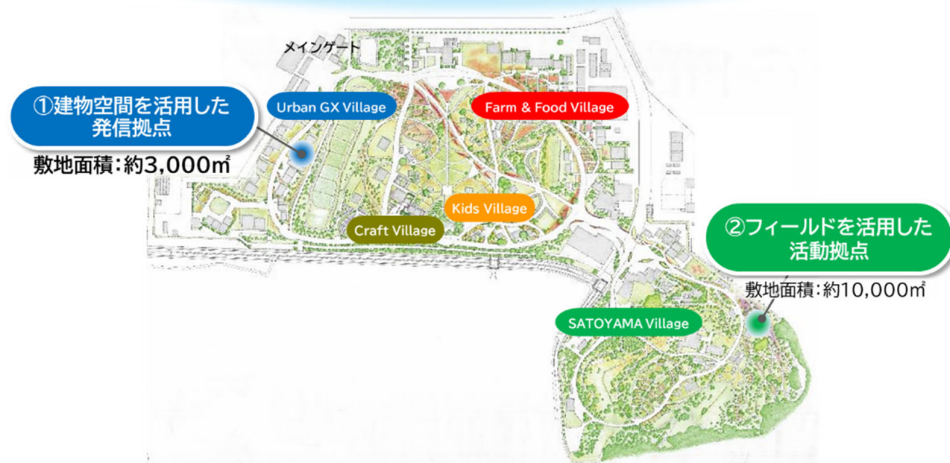 メインゲート
①建物空間を活用した
発信拠点
敷地面積:約3,000㎡
Urban GX Village
Farm & Food Village
Kids Village
Craft Village
②フィールドを活用した
活動拠点
敷地面積:約10,000㎡
SATOYAMA Village